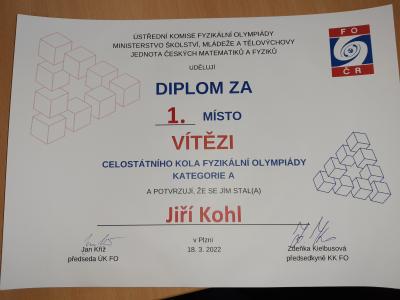 ÚSTŘEDNÍ KOMISE FYZIKÁLNÍ OLYMPIÁDY
MINISTERSTVO ŠKOLSTVÍ, MLÁDEŽE A TĚLOVÝCHOVY
JEDNOTA ČESKÝCH MATEMATIKŮ A FYZIKŮ
UDĚLUJÍ
FO
ČR
DIPLOM ZA
1. MÍSTO
VÍTĚZI
CELOSTÁTNÍHO KOLA FYZIKÁLNÍ OLYMPIÁDY
KATEGORIE A
A POTVRZUJÍ, ŽE SE JÍM STAL(A)
Jiří Kohl
Jan Kříž
předseda ÚK FO
v Plzni
18. 3. 2022
Zdeňka Kielbusová
předsedkyně KK FO